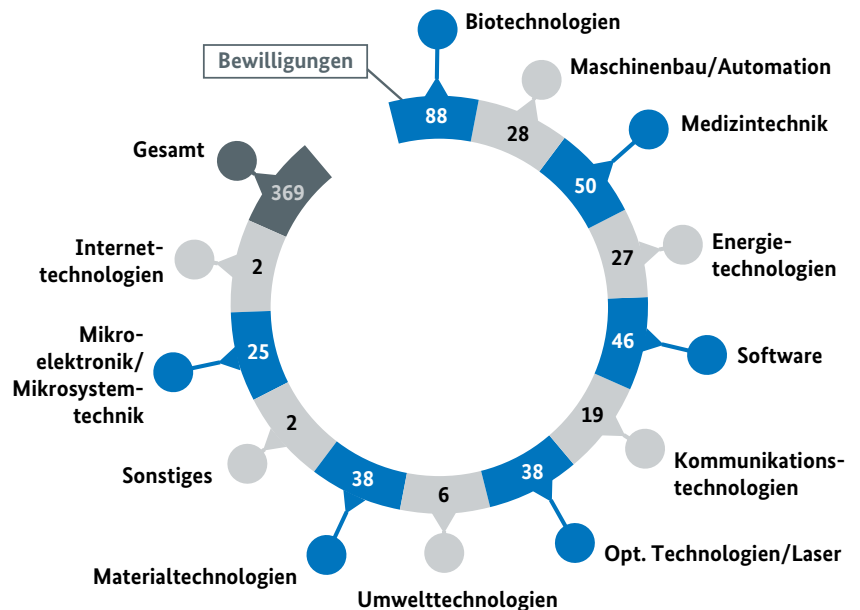 Bewilligungen
Biotechnologien
88
Maschinenbau/Automation
28
Medizintechnik
50
Energie-
technologien
27
Software
46
Kommunikations-
technologien
19
Opt. Technologien/Laser
38
Umwelttechnologien
6
Materialtechnologien
38
Sonstiges
2
Mikro-
elektronik/
Mikrosystem-
technik
25
Internet-
technologien
2
Gesamt
369